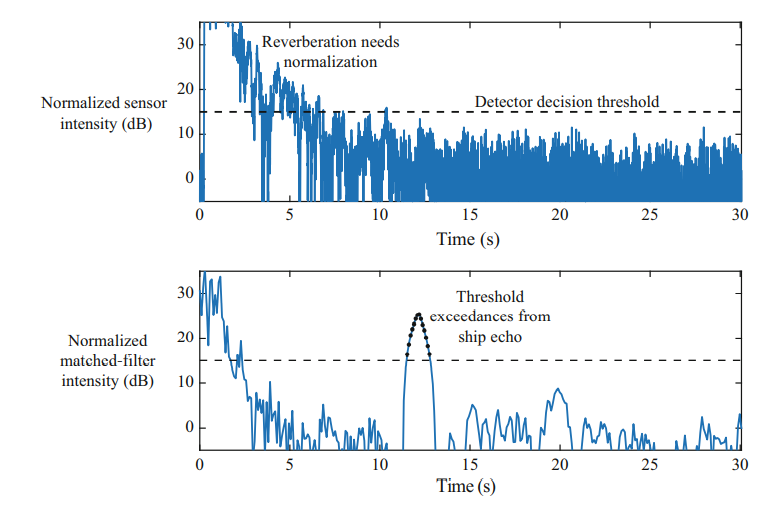 Reverberation needs
normalization
Detector decision threshold
Normalized sensor
intensity (dB)
30
20
10
0
0 5 10 15 20 25 30
Time (s)
Threshold
exceedances from
ship echo
Normalized
matched-filter
intensity (dB)
30
20
10
0
0 5 10 15 20 25 30
Time (s)